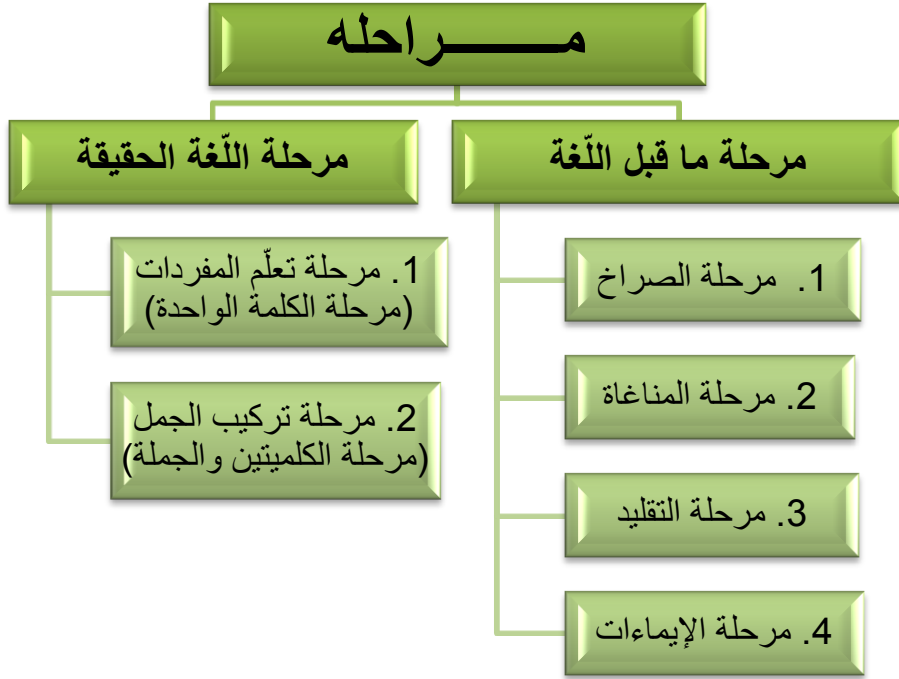 مـــــــراحله
مرحلة ما قبل اللّغة
1. مرحلة الصراخ
2. مرحلة المناغاة
3. مرحلة التقليد
4. مرحلة الإيماءات
مرحلة اللّغة الحقيقة
1. مرحلة تعلّم المفردات
(مرحلة الكلمة الواحدة)
2. مرحلة تركيب الجمل
(مرحلة الكلميتين والجملة)